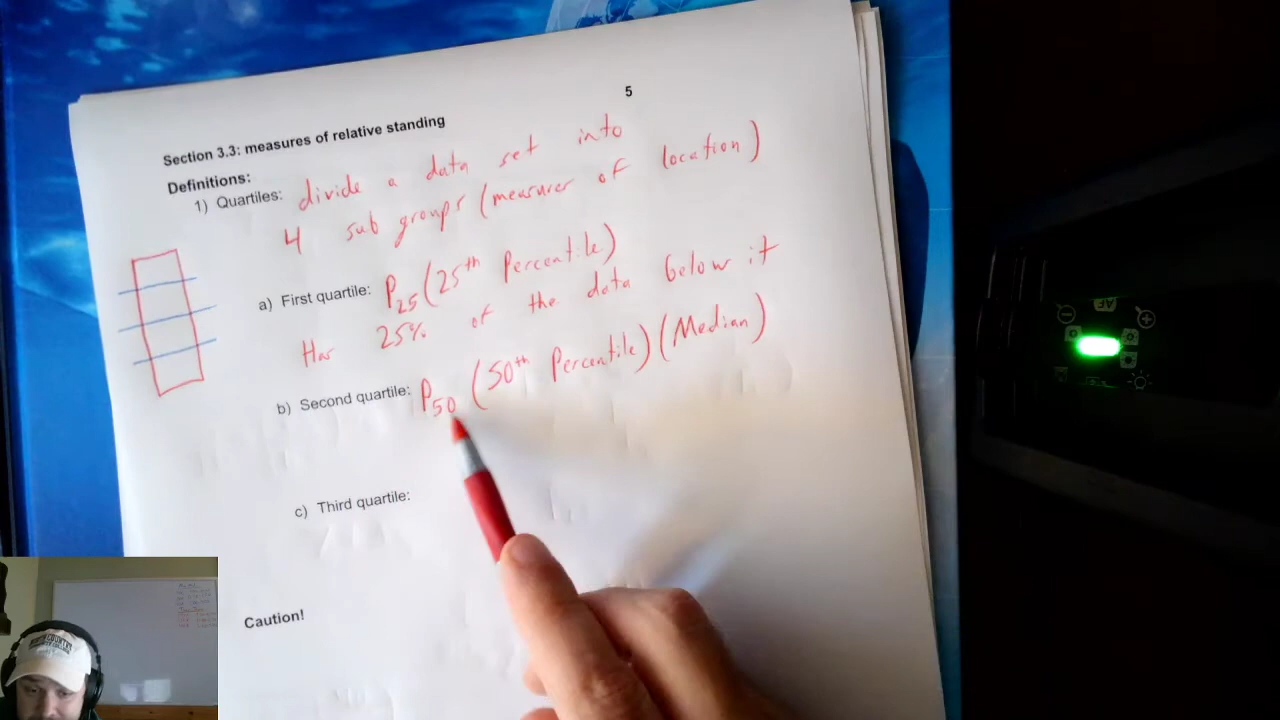 5
Section 3.3: measures of relative standing
Definitions:
1) Quartiles: divide a data set into
4 sub groups (measures of location)
a) First quartile: P25 (25th Percentile)
Has 25% of the data below it
b) Second quartile: P50 (50th Percentile) (Median)
c) Third quartile:
Caution!
AF